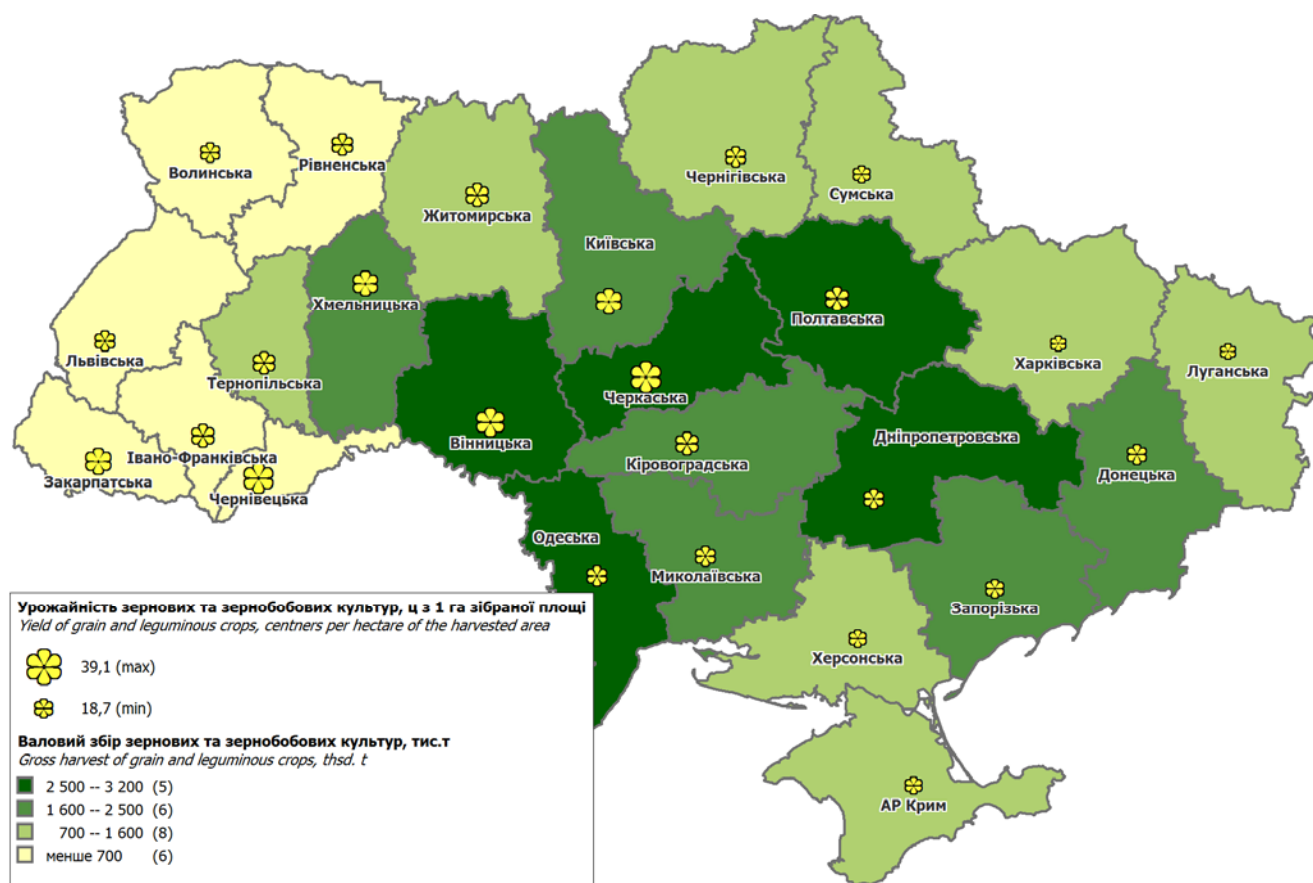 Волинська
Рівненська
Житомирська
Чернігівська
Сумська
Київська
Хмельницька
Полтавська
Львівська
Тернопільська
Харківська
Луганська
Черкаська
Вінницька
Дніпропетровська
Івано-Франківська
Кіровоградська
Закарпатська
Чернівецька
Донецька
Одеська
Миколаївська
Запорізька
Херсонська
АР Крим
Урожайність зернових та зернобобових культур, ц з 1 га зібраної площі
Yield of grain and leguminous crops, centners per hectare of the harvested area
39,1 (max)
18,7 (min)
Валовий збір зернових та зернобобових культур, тис.т
Gross harvest of grain and leguminous crops, thsd. t
2 500 -- 3 200 (5)
1 600 -- 2 500 (6)
700 -- 1 600 (8)
менше 700 (6)